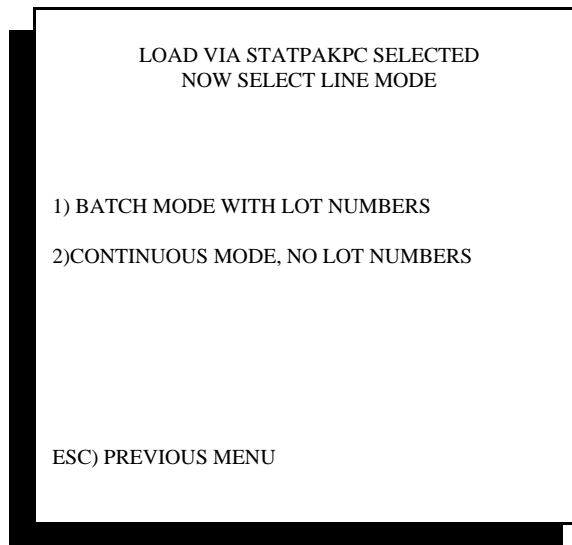 LOAD VIA STATPAKPC SELECTED
NOW SELECT LINE MODE
1) BATCH MODE WITH LOT NUMBERS
2)CONTINUOUS MODE, NO LOT NUMBERS
ESC) PREVIOUS MENU